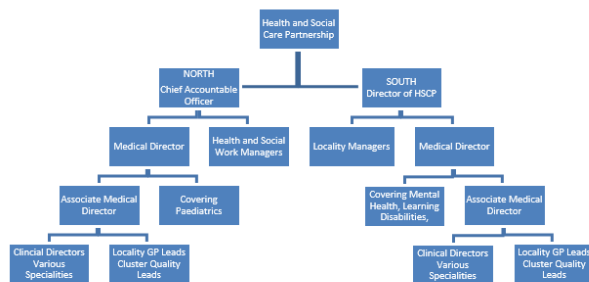 Health and Social
Care Partnership
NORTH
Chief Accountable
Officer
SOUTH
Director of HSCP
Medical Director
Health and Social
Work Managers
Locality Managers
Medical Director
Associate Medical
Director
Covering
Paediatrics
Covering Mental
Health, Learning
Disabilities,
Associate Medical
Director
Clincial Directors
Various
Specialities
Locality GP Leads
Cluster Quality
Leads
Clinical Directors
Various
Specialities
Locality GP Leads
Cluster Quality
Leads